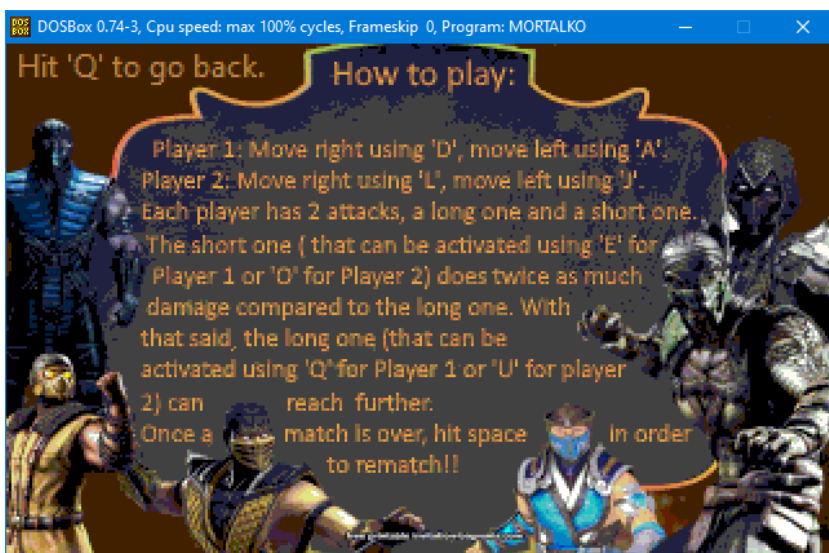 DOS BOX DOSBox 0.74-3, Cpu speed: max 100% cycles, Frameskip 0, Program: MORTALKO
Hit 'Q' to go back.
How to play:
Player 1: Move right using 'D', move left using 'A'.
Player 2: Move right using 'L', move left using 'J'.
Each player has 2 attacks, a long one and a short one.
The short one ( that can be activated using 'E' for
Player 1 or 'O' for Player 2) does twice as much
damage compared to the long one. With
that said, the long one (that can be
activated using 'Q' for Player 1 or 'U' for player
2) can reach further.
Once a match is over, hit space in order
to rematch!!